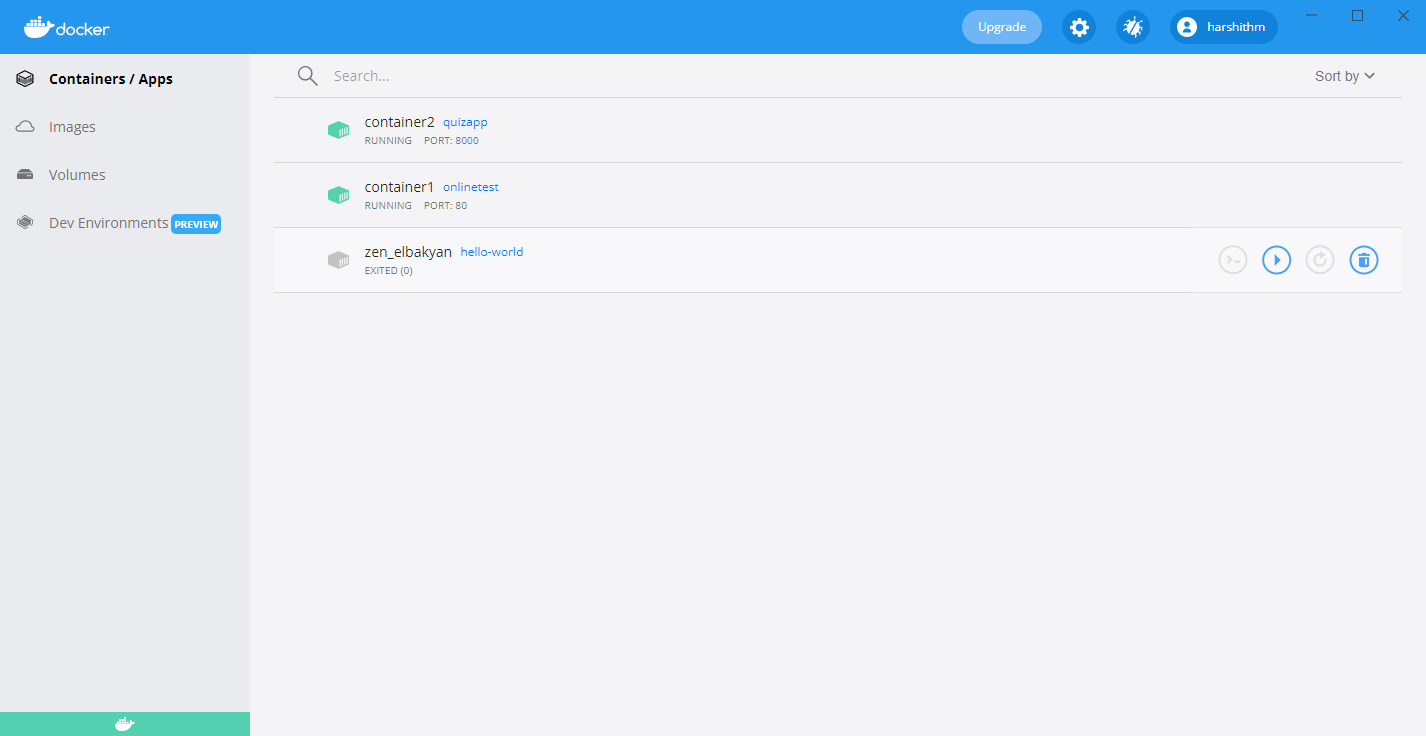 docker
Upgrade
harshithm
Containers / Apps
Images
Volumes
Dev Environments PREVIEW
Search...
Sort by
container2 quizapp
RUNNING PORT: 8000
container1 onlinetest
RUNNING PORT: 80
zen_elbakyan hello-world
EXITED (0)